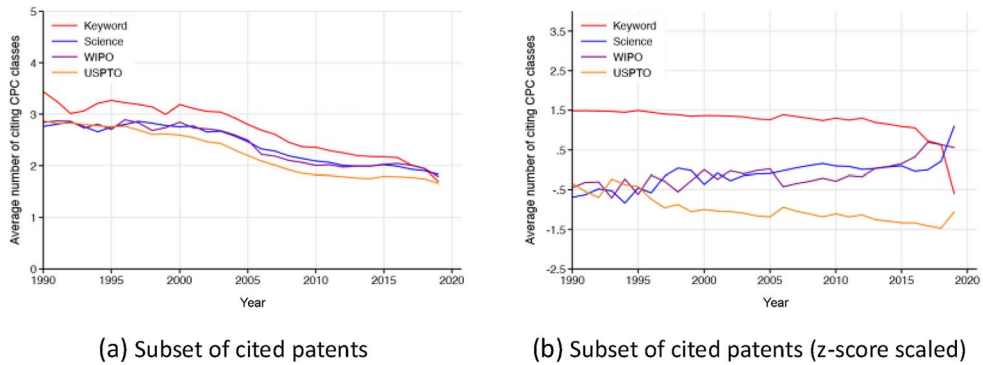 5
4
3
2
1
0
Average number of citing CPC classes
Keyword
Science
WIPO
USPTO
1990 1995 2000 2005 2010 2015 2020
Year
(a) Subset of cited patents
3.5
2.5
1.5
.5
-.5
-1.5
-2.5
Average number of citing CPC classes
Keyword
Science
WIPO
USPTO
1990 1995 2000 2005 2010 2015 2020
Year
(b) Subset of cited patents (z-score scaled)